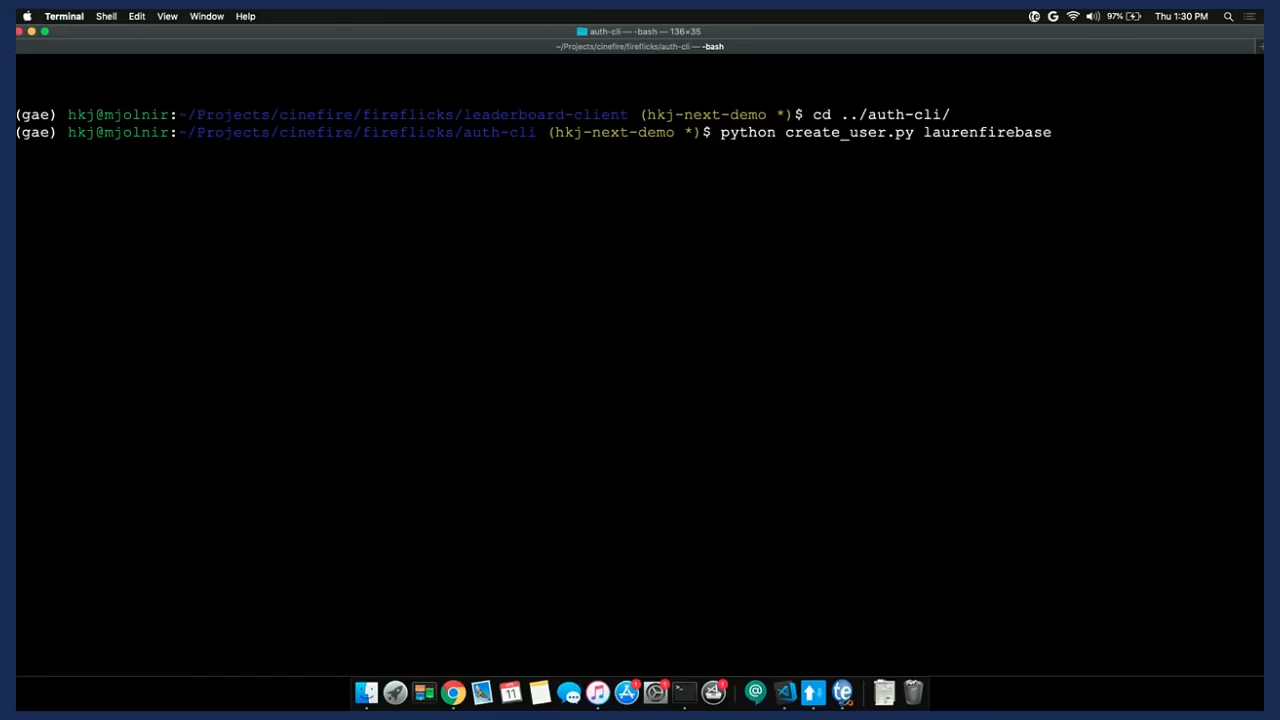 Terminal Shell Edit View Window Help 97% Thu 1:30 PM
auth-cli — -bash — 136×35
~/Projects/cinefire/fireflicks/auth-cli — -bash
(gae) hkj@mjolnir:~/Projects/cinefire/fireflicks/leaderboard-client (hkj-next-demo *)$ cd ../auth-cli/
(gae) hkj@mjolnir:~/Projects/cinefire/fireflicks/auth-cli (hkj-next-demo *)$ python create_user.py laurenfirebase
11